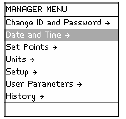 MANAGER MENU
Change ID and Password →
Date and Time →
Set Points →
Units →
Setup →
User Parameters →
History →